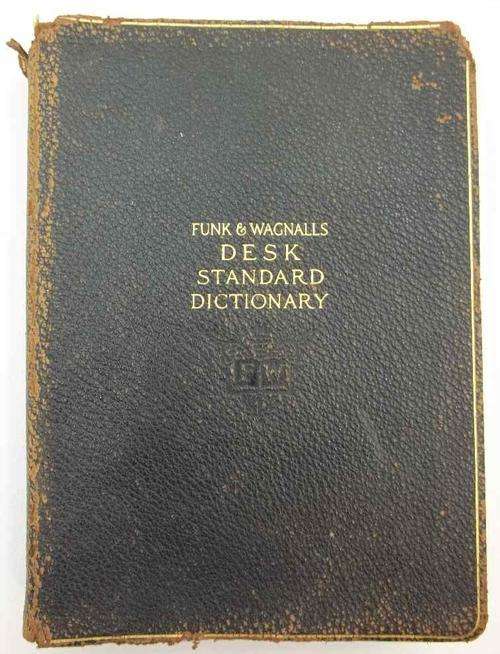 FUNK & WAGNALLS
DESK
STANDARD
DICTIONARY
F W